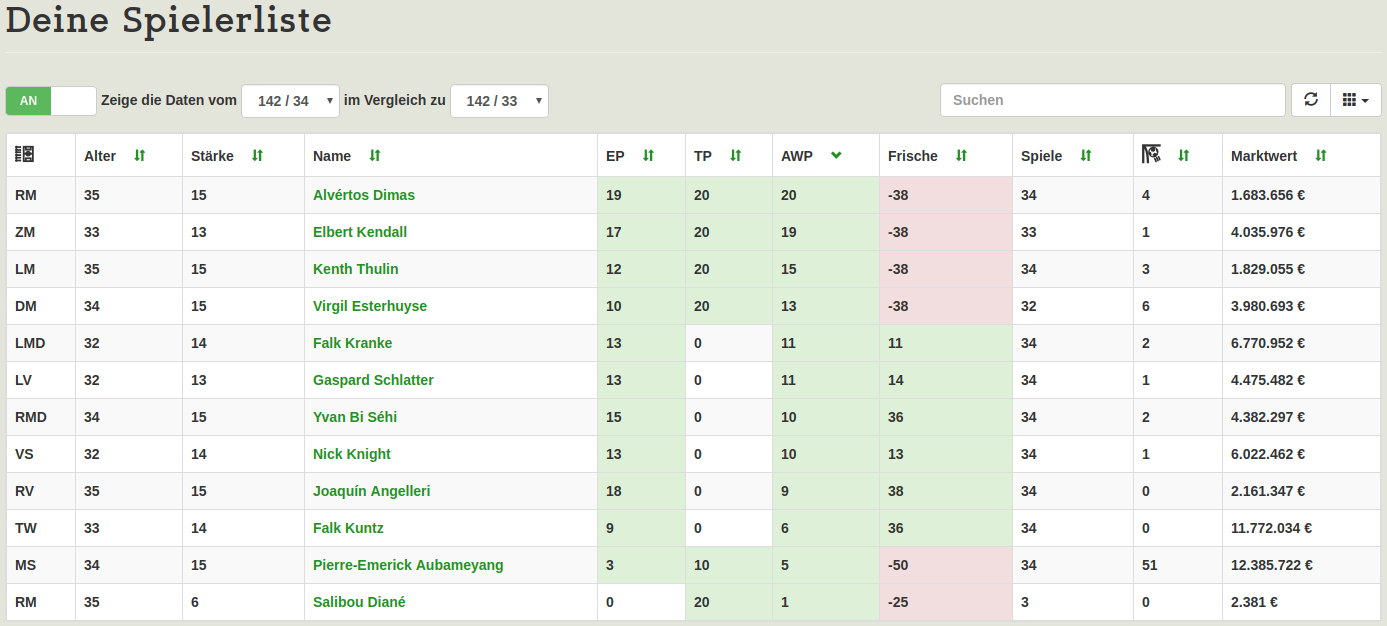 Deine Spielerliste
AN Zeige die Daten vom 142 / 34 im Vergleich zu 142 / 33 Suchen
Alter Stärke Name EP TP AWP Frische Spiele Marktwert
RM 35 15 Alvértos Dimas 19 20 20 -38 34 4 1.683.656 €
ZM 33 13 Elbert Kendall 17 20 19 -38 33 1 4.035.976 €
LM 35 15 Kenth Thulin 12 20 15 -38 34 3 1.829.055 €
DM 34 15 Virgil Esterhuyse 10 20 13 -38 32 6 3.980.693 €
LMD 32 14 Falk Kranke 13 0 11 11 34 2 6.770.952 €
LV 32 13 Gaspard Schlatter 13 0 11 14 34 1 4.475.482 €
RMD 34 15 Yvan Bi Séhi 15 0 10 36 34 2 4.382.297 €
VS 32 14 Nick Knight 13 0 10 13 34 1 6.022.462 €
RV 35 15 Joaquín Angelleri 18 0 9 38 34 0 2.161.347 €
TW 33 14 Falk Kuntz 9 0 6 36 34 0 11.772.034 €
MS 34 15 Pierre-Emerick Aubameyang 3 10 5 -50 34 51 12.385.722 €
RM 35 6 Salibou Diané 0 20 1 -25 3 0 2.381 €